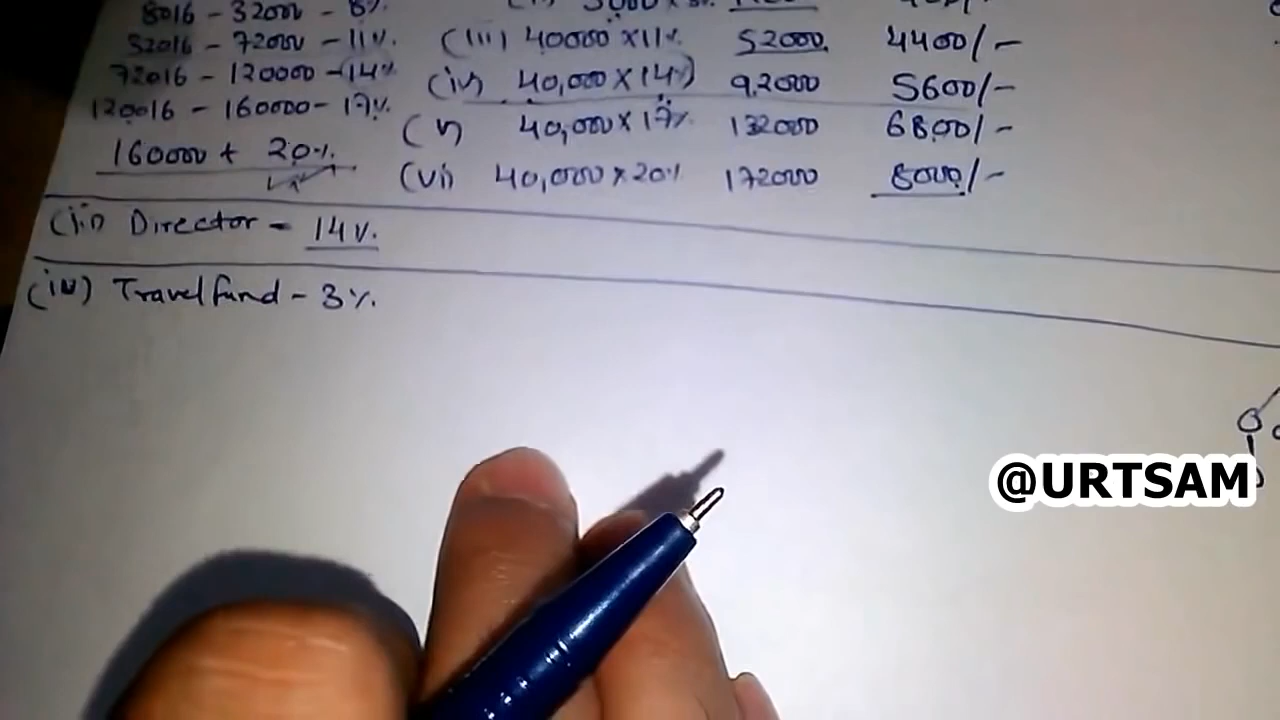 8016 - 32000 - 8%
32016 - 72000 - 11%.
72016 - 120000 - 14%
120016 - 160000 - 17%.
160000 + 20%.
(iii) 40000 x 11% 52000 4400/-
(iv) 40,000 x 14%) 92000 5600/-
(v) 40,000 x 17% 132000 6800/-
(vi) 40,000 x 20% 172000 8000/-
(iii) Director - 14%.
(iv) Travel fund - 3%.
@URTSAM